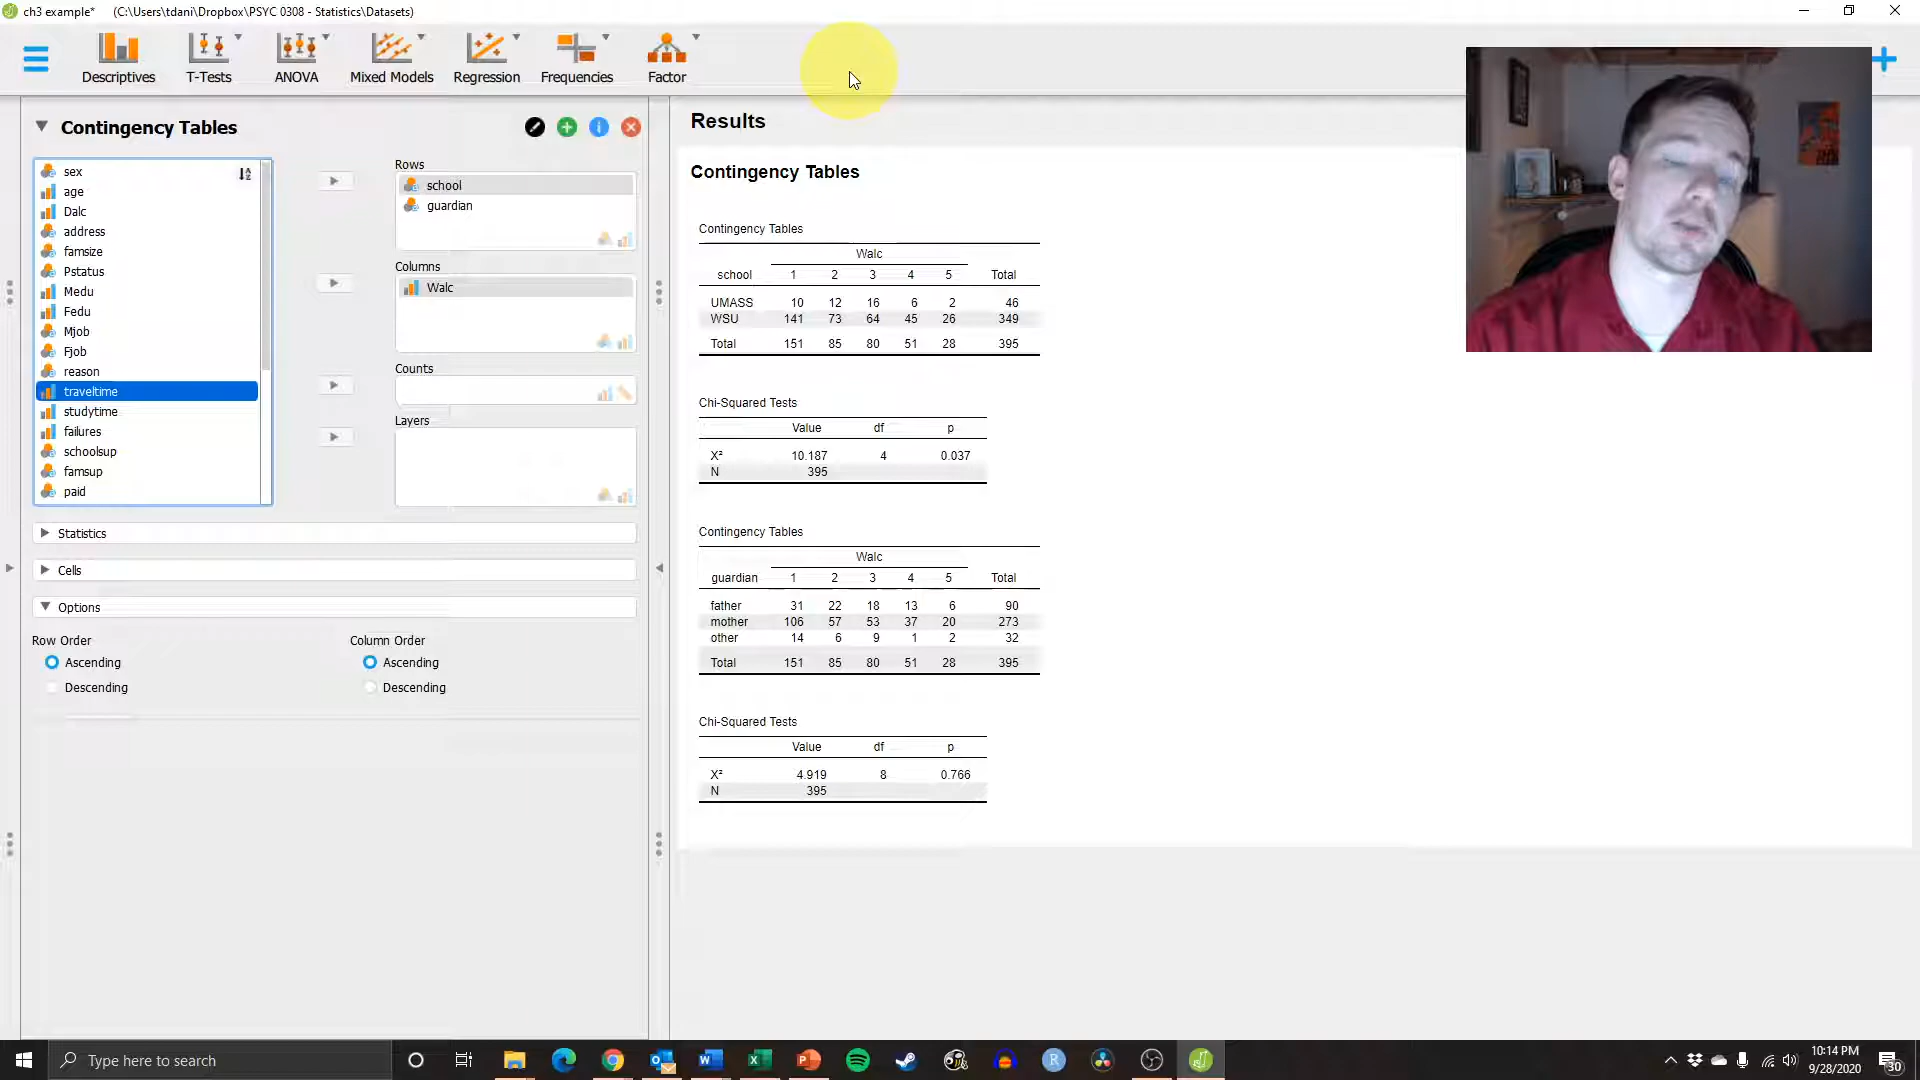 ch3 example* (C:\Users\tdani\Dropbox\PSYC 0308 - Statistics\Datasets)
Descriptives T-Tests ANOVA Mixed Models Regression Frequencies Factor
Contingency Tables
sex
age
Dalc
address
famsize
Pstatus
Medu
Fedu
Mjob
Fjob
reason
traveltime
studytime
failures
schoolsup
famsup
paid
Rows
school
guardian
Columns
Walc
Counts
Layers
Statistics
Cells
Options
Row Order Column Order
Ascending Ascending
Descending Descending
Results
Contingency Tables
Contingency Tables
Walc
school 1 2 3 4 5 Total
UMASS 10 12 16 6 2 46
WSU 141 73 64 45 26 349
Total 151 85 80 51 28 395
Chi-Squared Tests
Value df p
X² 10.187 4 0.037
N 395
Contingency Tables
Walc
guardian 1 2 3 4 5 Total
father 31 22 18 13 6 90
mother 106 57 53 37 20 273
other 14 6 9 1 2 32
Total 151 85 80 51 28 395
Chi-Squared Tests
Value df p
X² 4.919 8 0.766
N 395
Type here to search
10:14 PM
9/28/2020
30